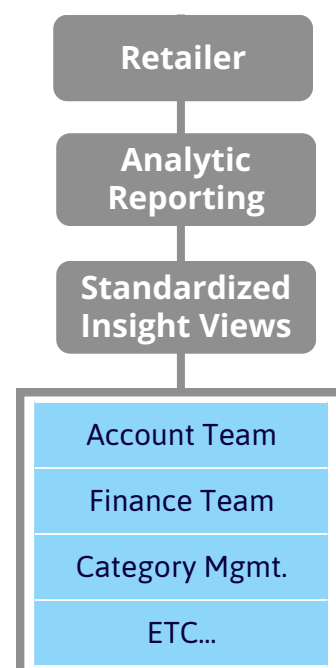 Retailer
Analytic
Reporting
Standardized
Insight Views
Account Team
Finance Team
Category Mgmt.
ETC...